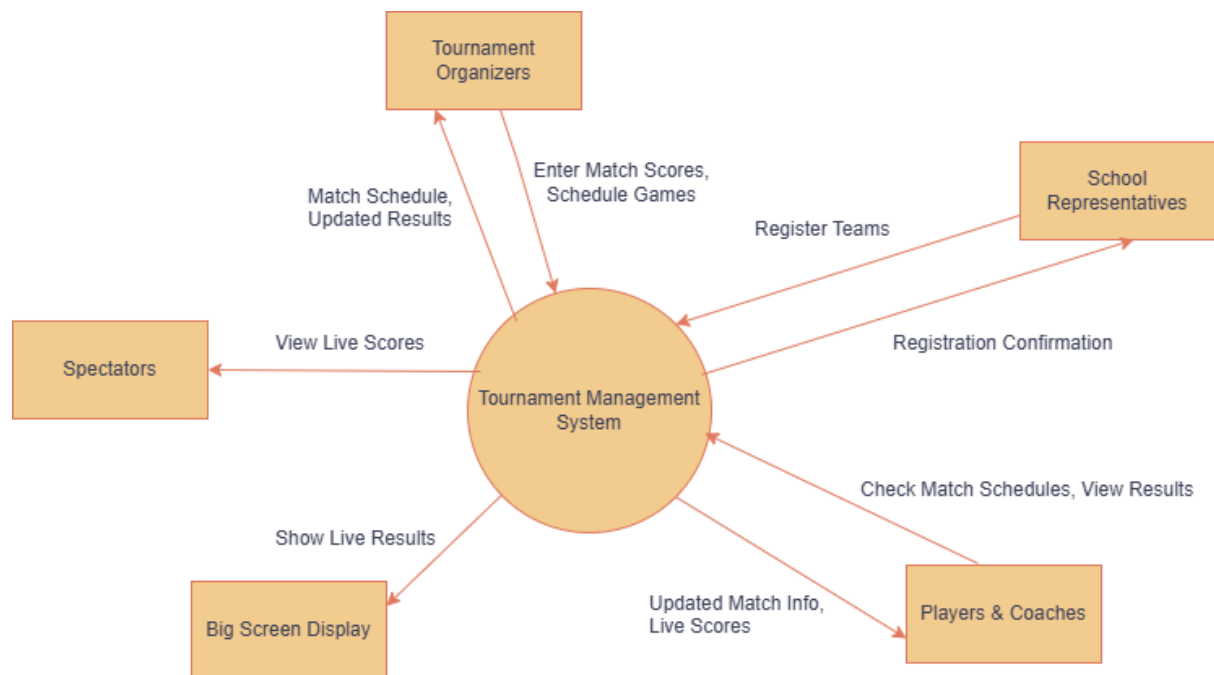 Tournament
Organizers
Enter Match Scores,
Schedule Games
Match Schedule,
Updated Results
School
Representatives
Register Teams
Registration Confirmation
View Live Scores
Spectators
Tournament Management
System
Check Match Schedules, View Results
Show Live Results
Big Screen Display
Updated Match Info,
Live Scores
Players & Coaches